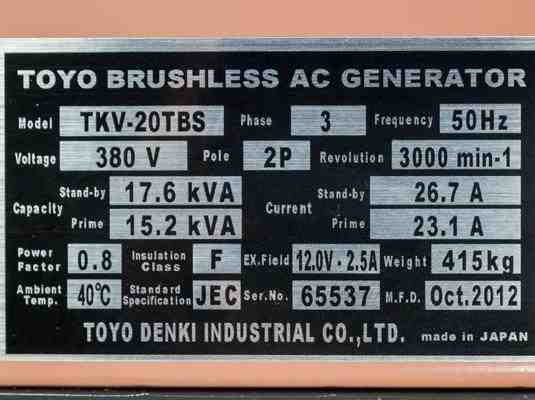 TOYO BRUSHLESS AC GENERATOR
Model TKV-20TBS Phase 3 Frequency 50Hz
Voltage 380 V Pole 2P Revolution 3000 min-1
Capacity Stand-by 17.6 kVA Current Stand-by 26.7 A
Prime 15.2 kVA Prime 23.1 A
Power Factor 0.8 Insulation Class F EX.Field 12.0V - 2.5A Weight 415kg
Ambient Temp. 40°C Standard Specification JEC Ser.No. 65537 M.F.D. Oct.2012
TOYO DENKI INDUSTRIAL CO.,LTD. made in JAPAN